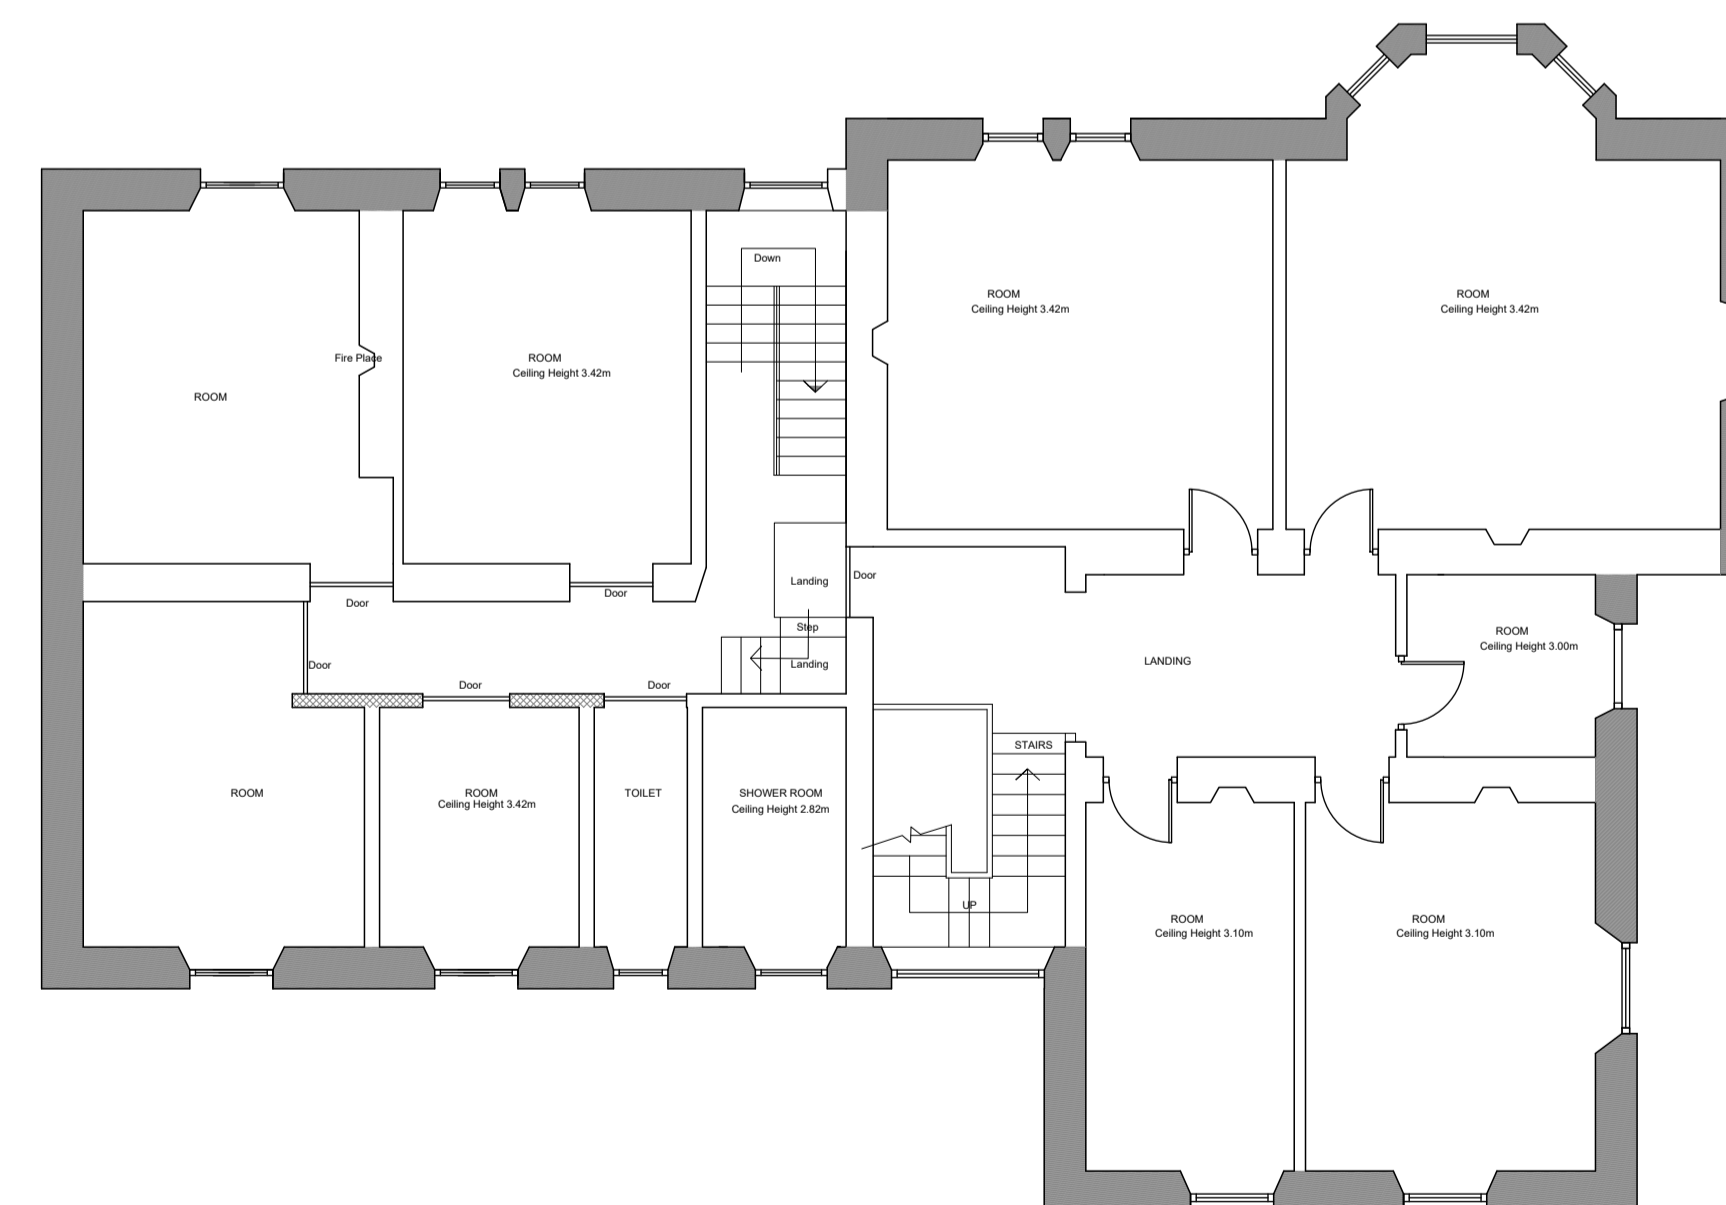 Down
ROOM
Ceiling Height 3.42m
ROOM
Ceiling Height 3.42m
Fire Place
ROOM
Ceiling Height 3.42m
ROOM
Door
Door
Landing
Door
Step
Landing
Door
Door
Door
LANDING
ROOM
Ceiling Height 3.00m
STAIRS
ROOM
ROOM
Ceiling Height 3.42m
TOILET
SHOWER ROOM
Ceiling Height 2.82m
UP
ROOM
Ceiling Height 3.10m
ROOM
Ceiling Height 3.10m